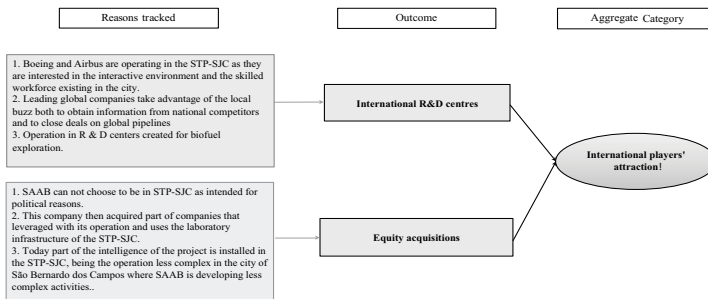 Reasons tracked
Outcome
Aggregate Category
1. Boeing and Airbus are operating in the STP-SJC as they
are interested in the interactive environment and the skilled
workforce existing in the city.
2. Leading global companies take advantage of the local
buzz both to obtain information from national competitors
and to close deals on global pipelines
3. Operation in R & D centers created for biofuel
exploration.
International R&D centres
International players'
attraction!
1. SAAB can not choose to be in STP-SJC as intended for
political reasons.
2. This company then acquired part of companies that
leveraged with its operation and uses the laboratory
infrastructure of the STP-SJC.
3. Today part of the intelligence of the project is installed in
the STP-SJC, being the operation less complex in the city of
São Bernardo dos Campos where SAAB is developing less
complex activities..
Equity acquisitions